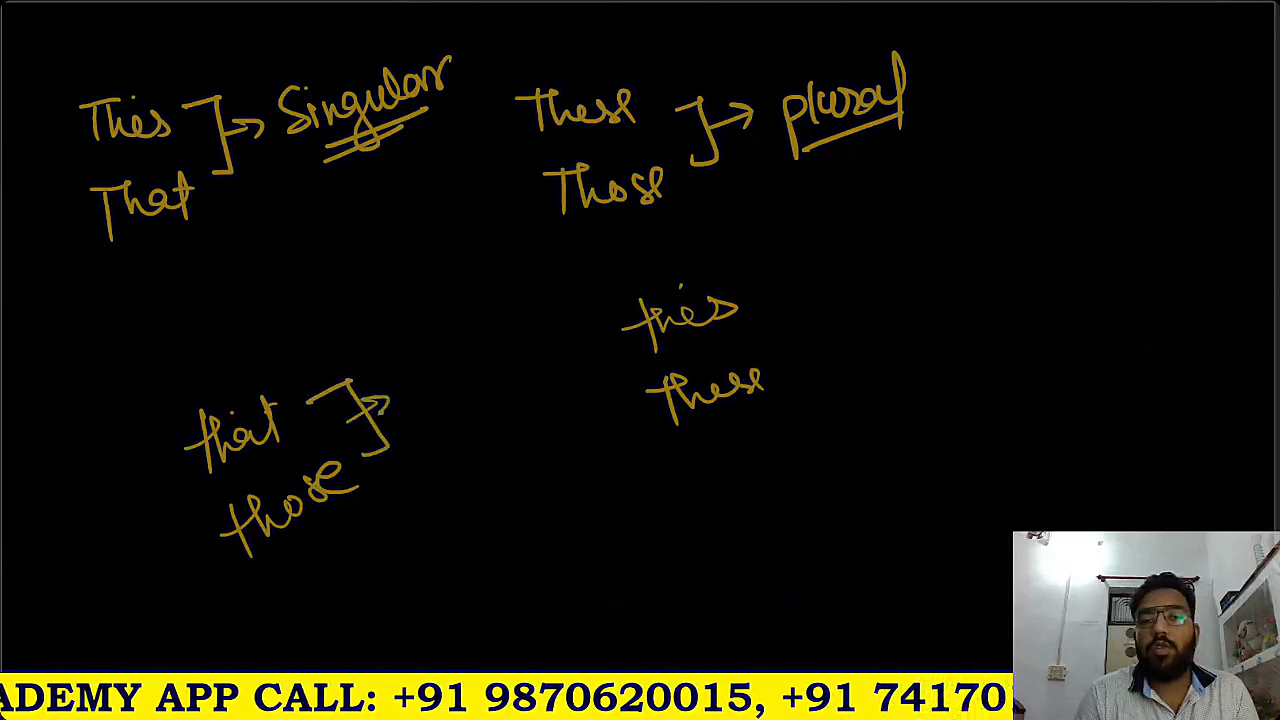 This
That
Singular
These
Those
plural
this
these
that
those
ADEMY APP CALL: +91 9870620015, +91 74170